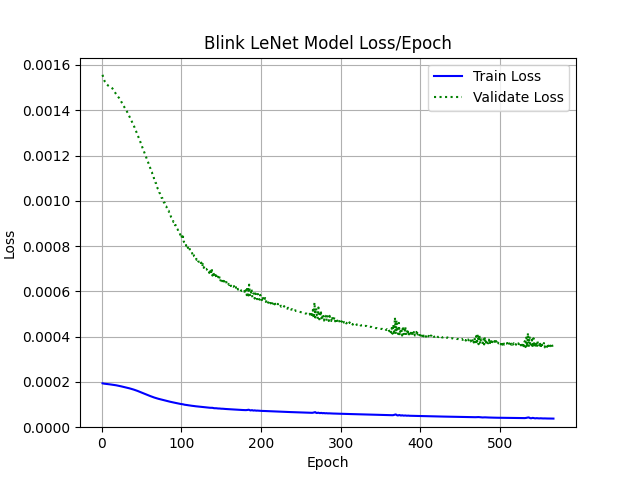 Blink LeNet Model Loss/Epoch
Train Loss
Validate Loss
Loss
0.0016
0.0014
0.0012
0.0010
0.0008
0.0006
0.0004
0.0002
0.0000
0 100 200 300 400 500
Epoch